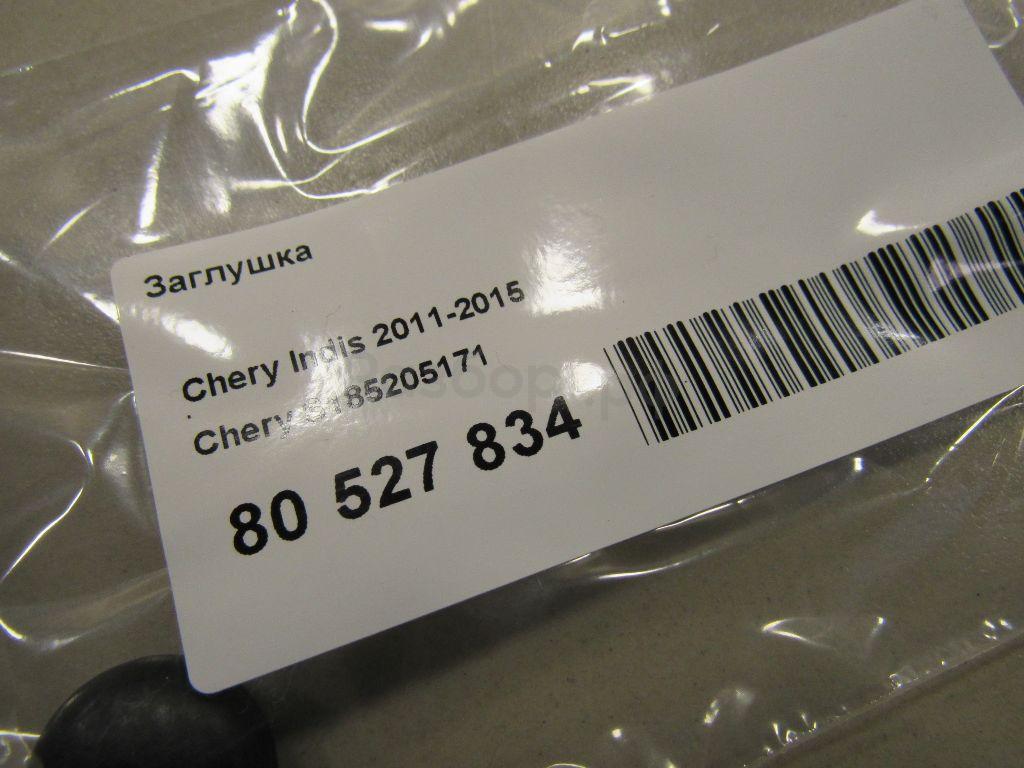 Заглушка
Chery Indis 2011-2015
Chery S185205171
80 527 834